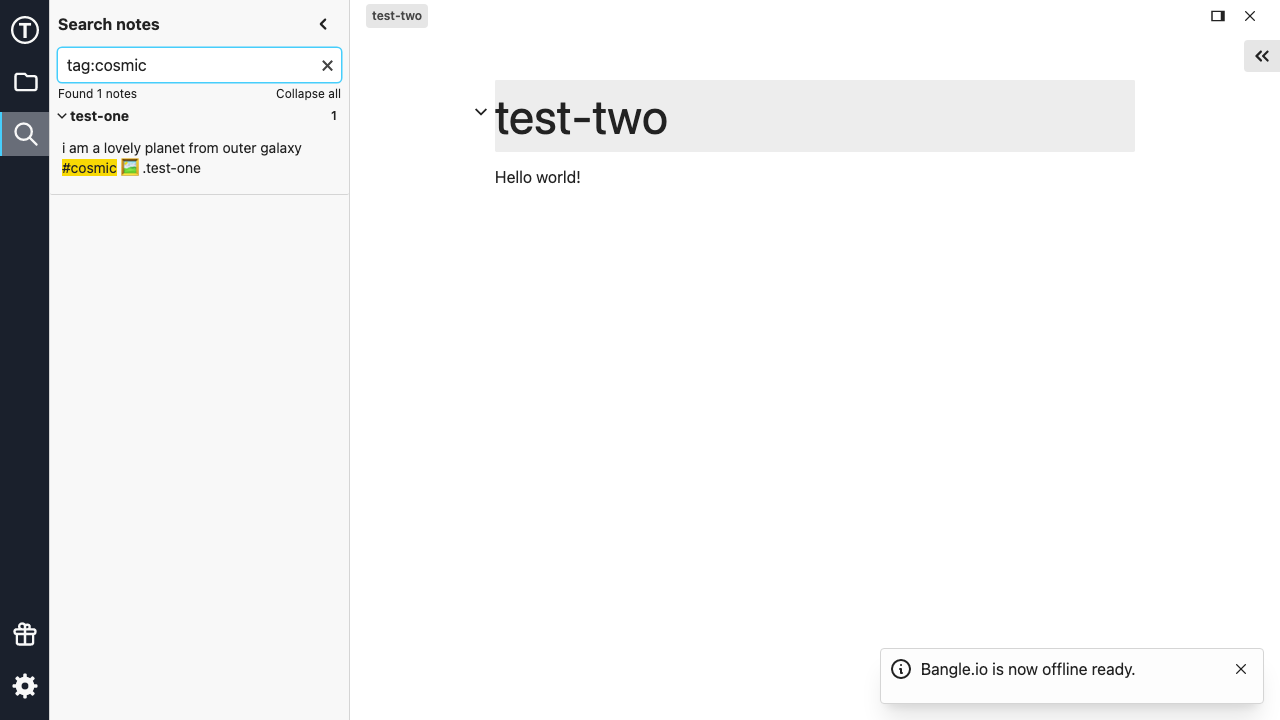 Search notes
tag:cosmic
Found 1 notes
Collapse all
test-one
1
i am a lovely planet from outer galaxy
#cosmic 🖼️ .test-one
test-two
test-two
Hello world!
Bangle.io is now offline ready.